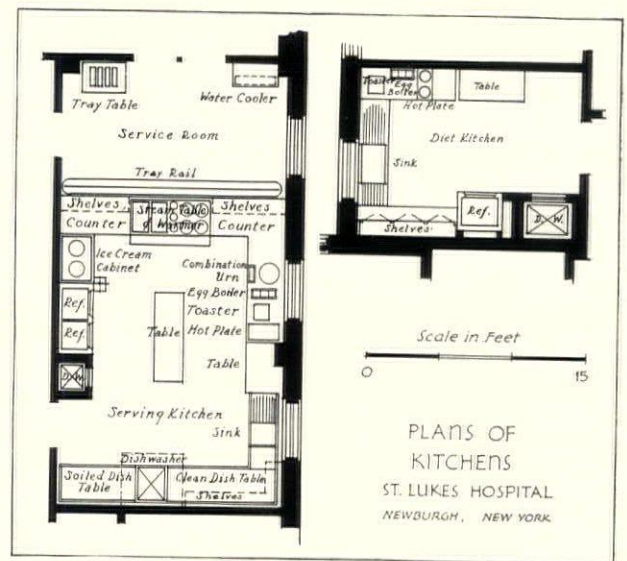 Tray Table
Water Cooler
Service Room
Tray Rail
Shelves
Counter
Steam Table
& Warmer
Shelves
Counter
Ice Cream
Cabinet
Combination
Urn
Egg Boiler
Toaster
Hot Plate
Ref.
Ref.
Table
Table
D.W.
Serving Kitchen
Sink
Dishwasher
Soiled Dish
Table
Clean Dish Table
Shelves
Toaster
Egg
Boiler
Hot Plate
Table
Diet Kitchen
Sink
Ref.
D.W.
Shelves
Scale in Feet
0
15
PLANS OF
KITCHENS
ST. LUKES HOSPITAL
NEWBURGH, NEW YORK